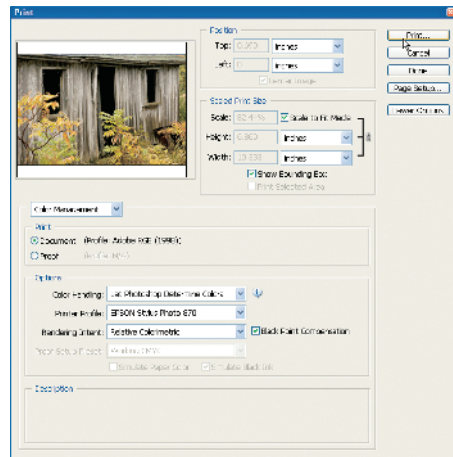 Print
Position
Top:
Inches
Left:
Inches
Center Image
Scaled Print Size
Scale:
Scale to Fit Media
Height:
Inches
Width:
Inches
Show Bounding Box
Print Selected Area
Print...
Cancel
Done
Page Setup...
Fewer Options
Color Management
Print
Document (Profile: Adobe RGB (1998))
Proof (Profile: N/A)
Options
Color Handling: Let Photoshop Determine Colors
Printer Profile: EPSON Stylus Photo 870
Rendering Intent: Relative Colorimetric
Black Point Compensation
Proof Setup Preset: Working CMYK
Simulate Paper Color
Simulate Black Ink
Description